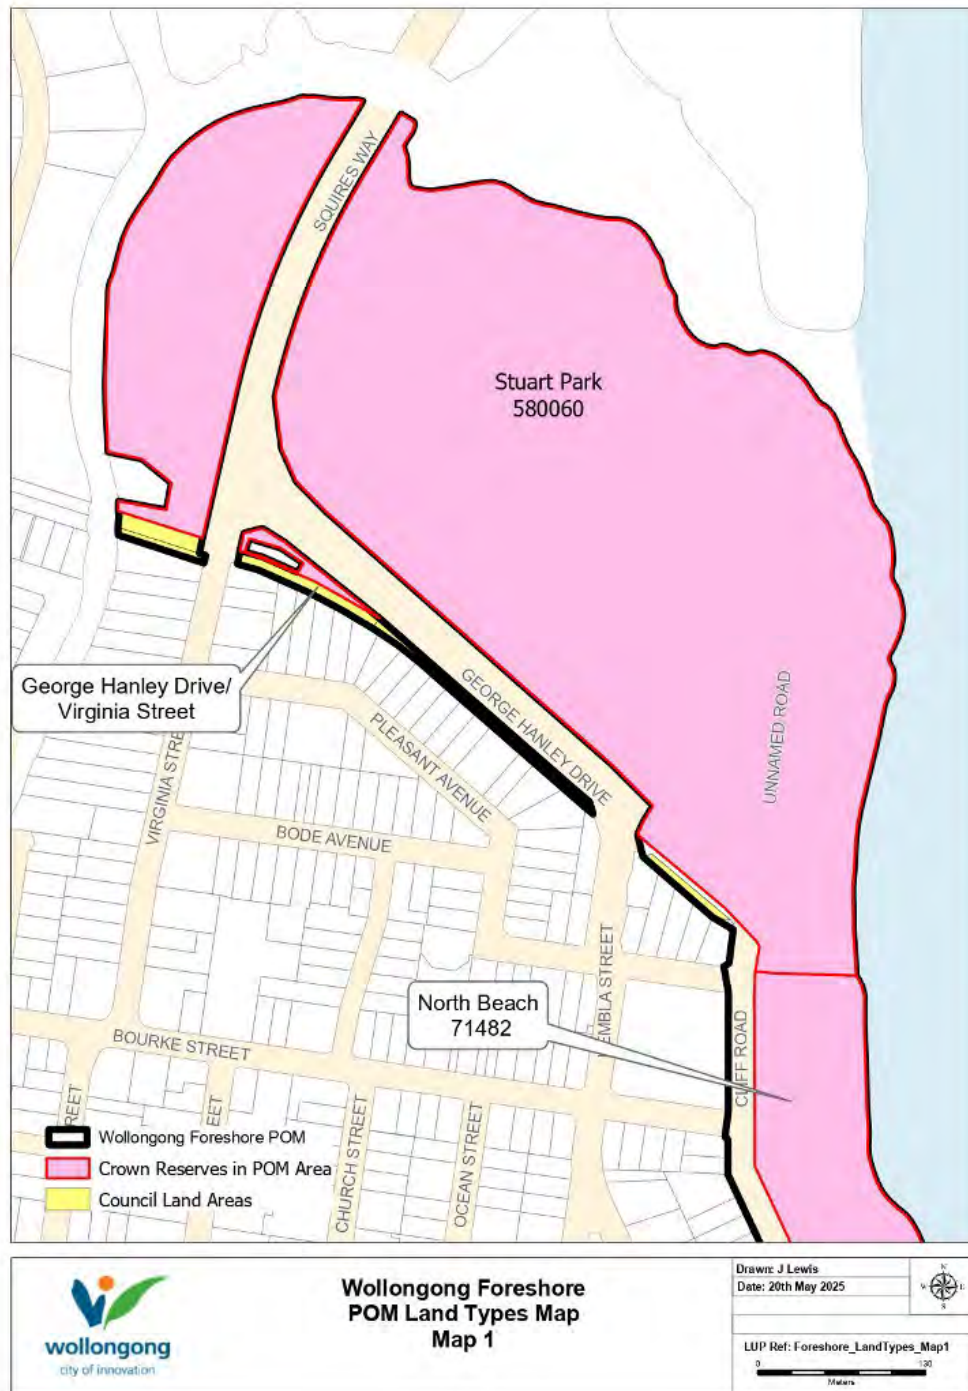 SQUIRES WAY
Stuart Park
580060
George Hanley Drive/
Virginia Street
GEORGE HANLEY DRIVE
UNNAMED ROAD
PLEASANT AVENUE
VIRGINIA STRE
BODE AVENUE
North Beach
71482
EMBLA STREET
CLIFF ROAD
BOURKE STREET
REET
EET
CHURCH STREET
OCEAN STREET
Wollongong Foreshore POM
Crown Reserves in POM Area
Council Land Areas
wollongong
city of innovation
Wollongong Foreshore
POM Land Types Map
Map 1
Drawn: J Lewis
Date: 20th May 2025
N
W E
S
LUP Ref: Foreshore_LandTypes_Map1
0 130
Meters